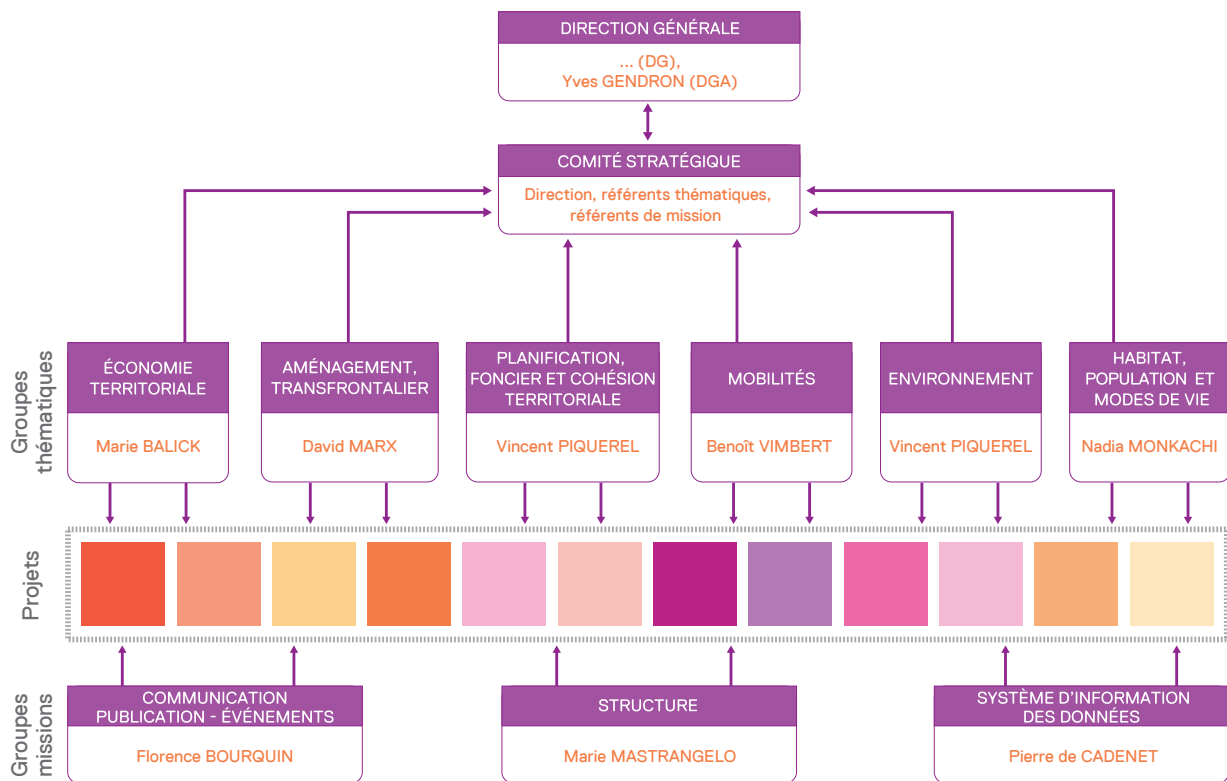 DIRECTION GÉNÉRALE
... (DG),
Yves GENDRON (DGA)
COMITÉ STRATÉGIQUE
Direction, référents thématiques,
référents de mission
Groupes
thématiques
ÉCONOMIE
TERRITORIALE
Marie BALICK
AMÉNAGEMENT,
TRANSFRONTALIER
David MARX
PLANIFICATION,
FONCIER ET COHÉSION
TERRITORIALE
Vincent PIQUEREL
MOBILITÉS
Benoît VIMBERT
ENVIRONNEMENT
Vincent PIQUEREL
HABITAT,
POPULATION ET
MODES DE VIE
Nadia MONKACHI
Projets
Groupes
missions
COMMUNICATION
PUBLICATION - ÉVÉNEMENTS
Florence BOURQUIN
STRUCTURE
Marie MASTRANGELO
SYSTÈME D'INFORMATION
DES DONNÉES
Pierre de CADENET